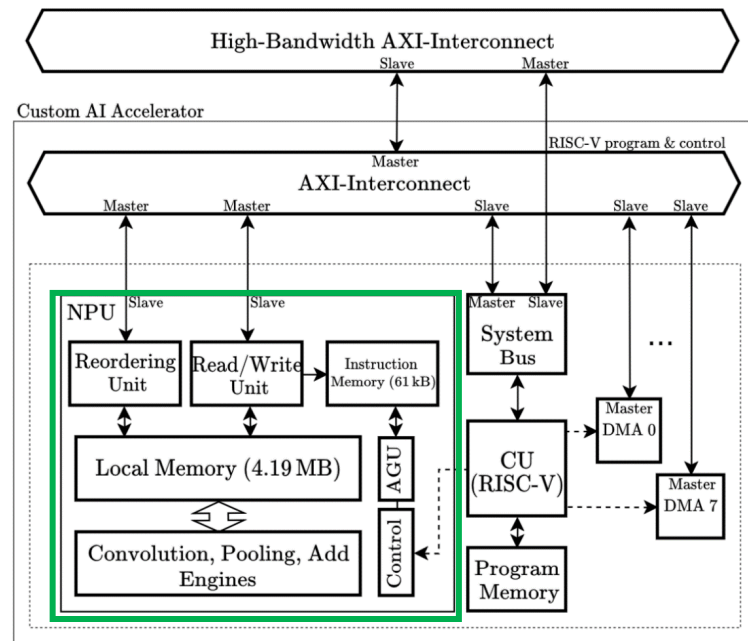 High-Bandwidth AXI-Interconnect
Slave
Master
Custom AI Accelerator
RISC-V program & control
Master
AXI-Interconnect
Master
Master
Slave
Slave
Slave
NPU
Slave
Slave
Master
Slave
System
Bus
Reordering
Unit
Read/Write
Unit
Instruction
Memory (61 kB)
...
Master
DMA 0
Local Memory (4.19 MB)
AGU
CU
(RISC-V)
Master
DMA 7
Convolution, Pooling, Add
Engines
Control
Program
Memory